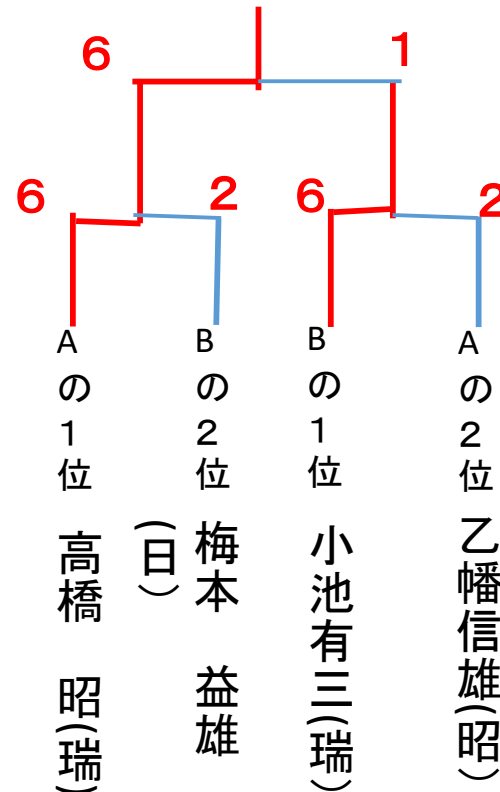 6 1
6 2 6 2
Aの1位 高橋 昭(瑞)
Bの2位 梅本 益雄
(日)
Bの1位 小池有三(瑞)
Aの2位 乙幡信雄(昭)